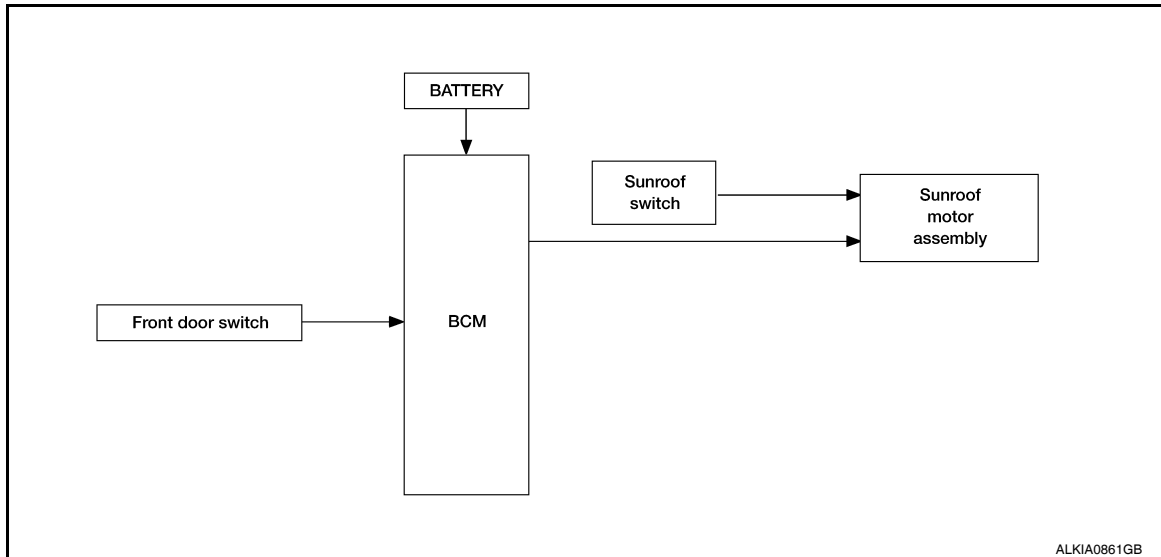 BATTERY
Sunroof
switch
Sunroof
motor
assembly
Front door switch
BCM
ALKIA0861GB